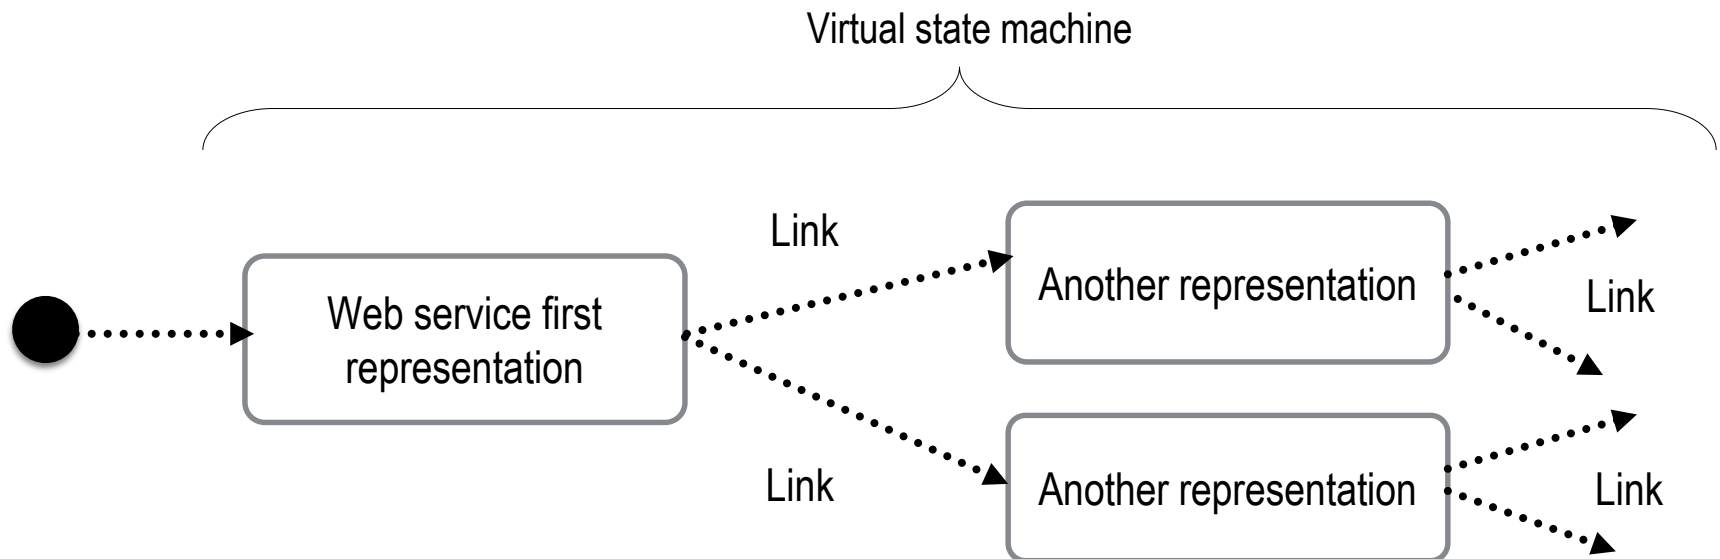 Virtual state machine
Link
Another representation
Link
Web service first
representation
Link
Another representation
Link